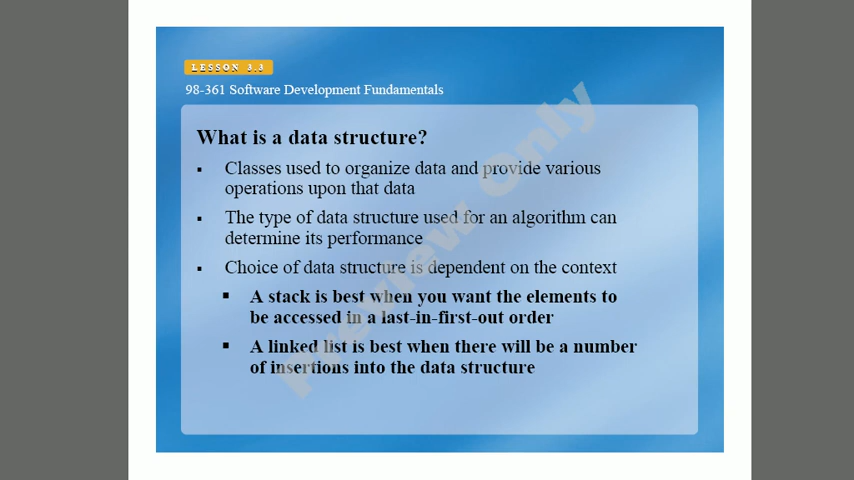 LESSON 3.3
98-361 Software Development Fundamentals
What is a data structure?
▪ Classes used to organize data and provide various
operations upon that data
▪ The type of data structure used for an algorithm can
determine its performance
▪ Choice of data structure is dependent on the context
▪ A stack is best when you want the elements to
be accessed in a last-in-first-out order
▪ A linked list is best when there will be a number
of insertions into the data structure
Preview Only